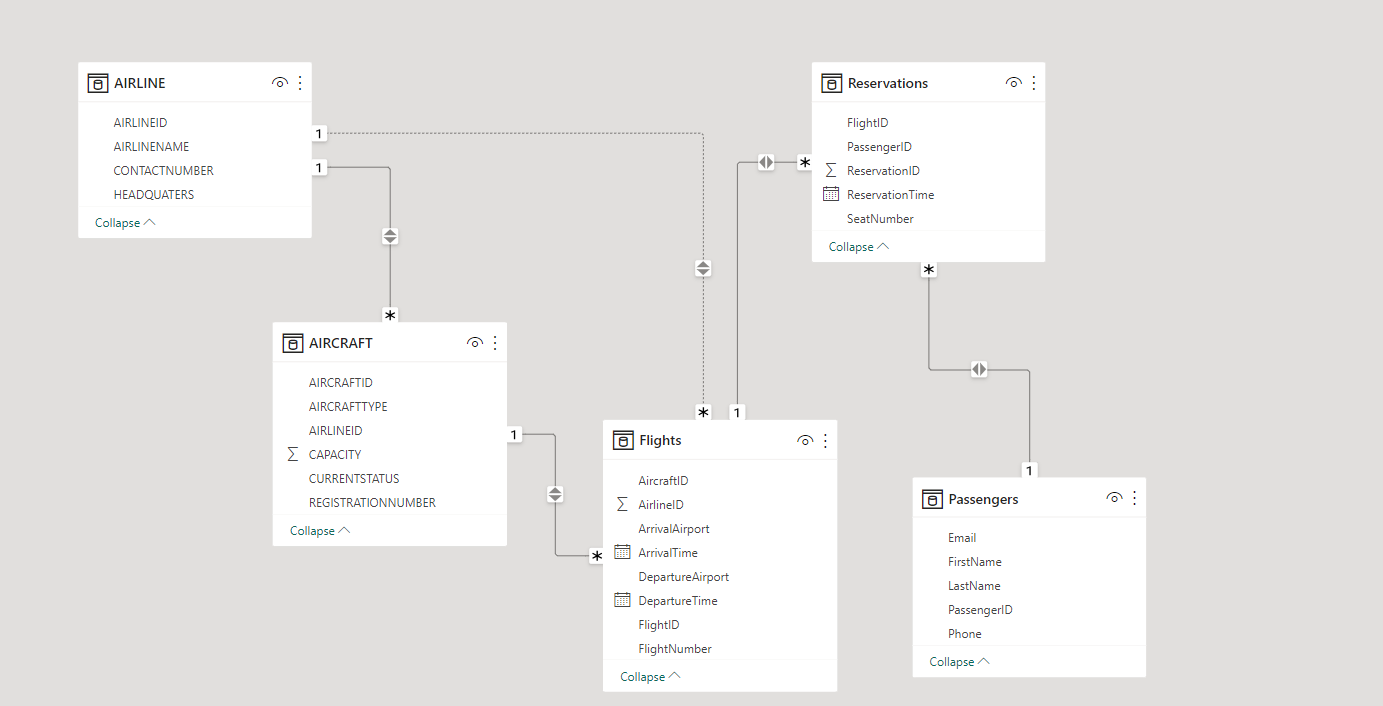 AIRLINE
AIRLINEID
AIRLINENAME
CONTACTNUMBER
HEADQUATERS
Collapse
1
1
*
AIRCRAFT
AIRCRAFTID
AIRCRAFTTYPE
AIRLINEID
Σ CAPACITY
CURRENTSTATUS
REGISTRATIONNUMBER
Collapse
1
*
*
1
Flights
AircraftID
Σ AirlineID
ArrivalAirport
ArrivalTime
DepartureAirport
DepartureTime
FlightID
FlightNumber
Collapse
*
Reservations
FlightID
PassengerID
Σ ReservationID
ReservationTime
SeatNumber
Collapse
*
1
Passengers
Email
FirstName
LastName
PassengerID
Phone
Collapse